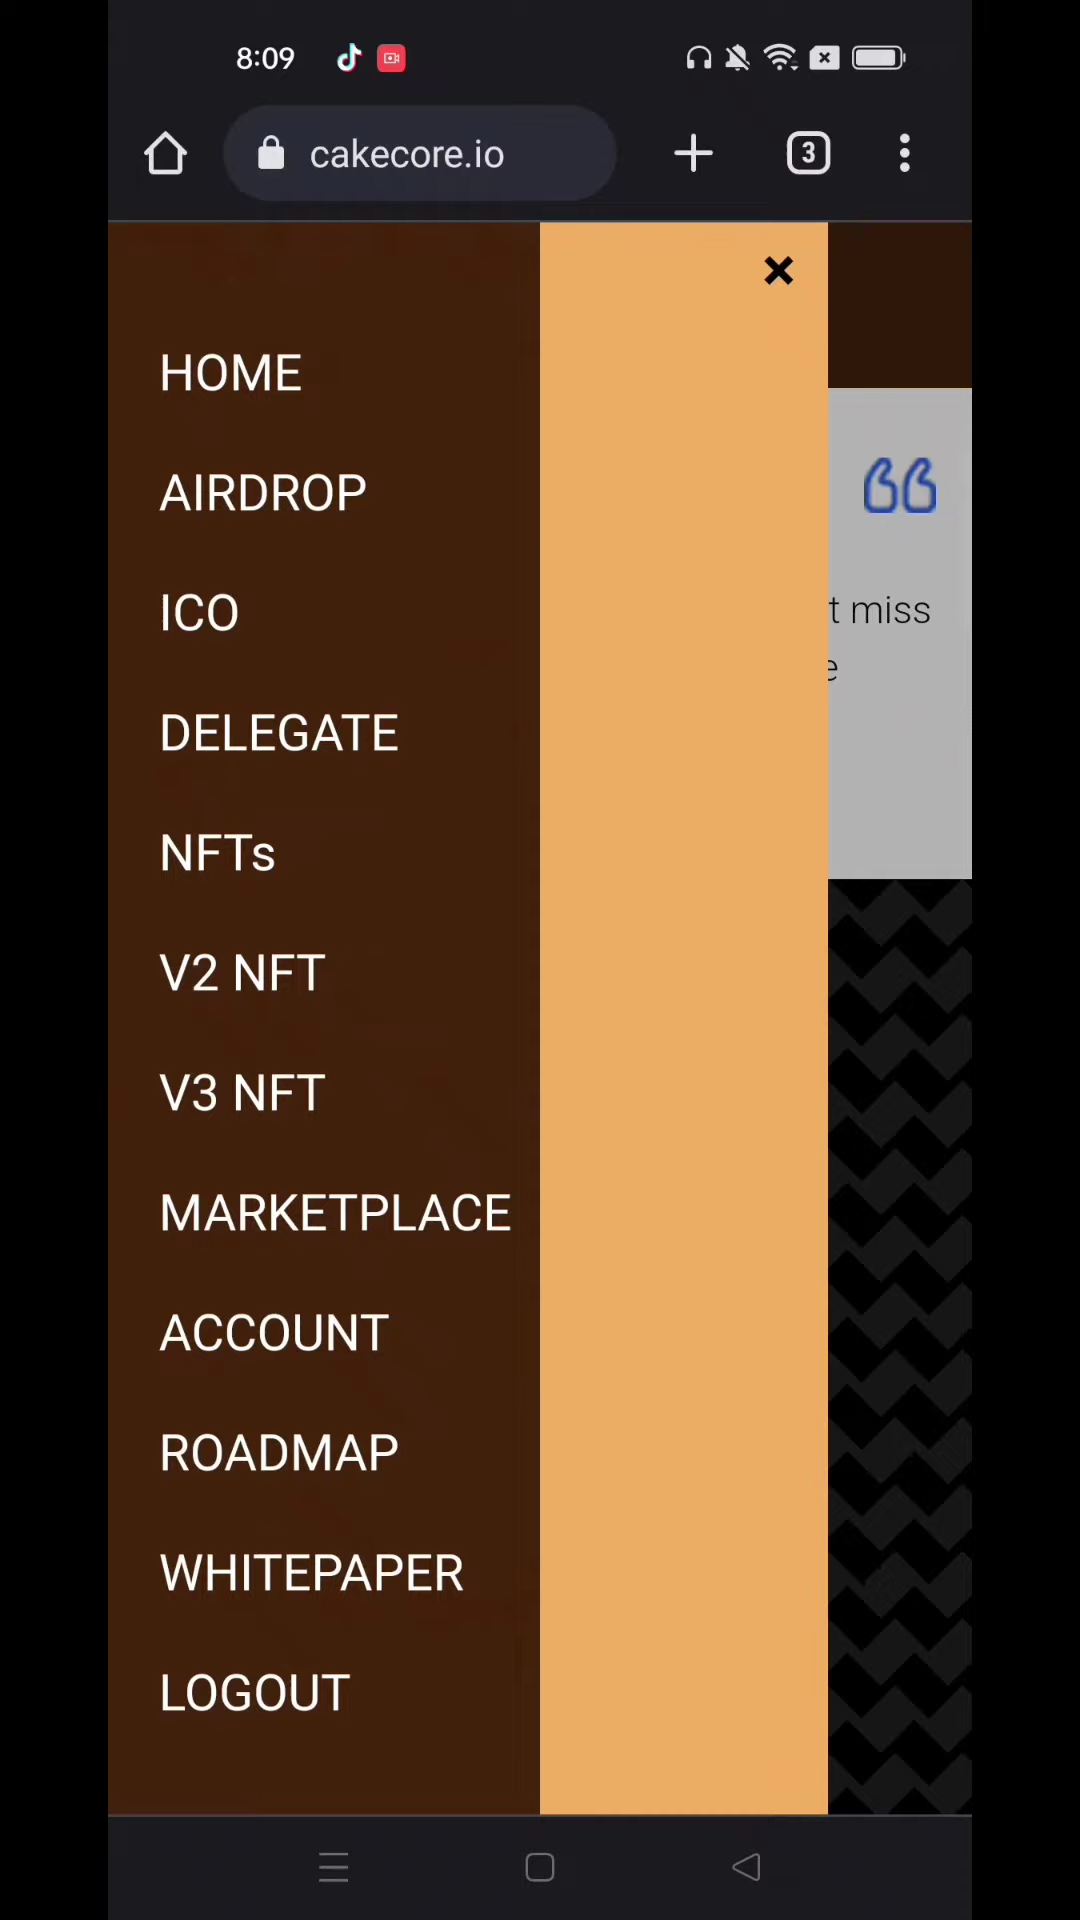 8:09
cakecore.io
3
HOME
AIRDROP
ICO
DELEGATE
NFTs
V2 NFT
V3 NFT
MARKETPLACE
ACCOUNT
ROADMAP
WHITEPAPER
LOGOUT
t miss
e